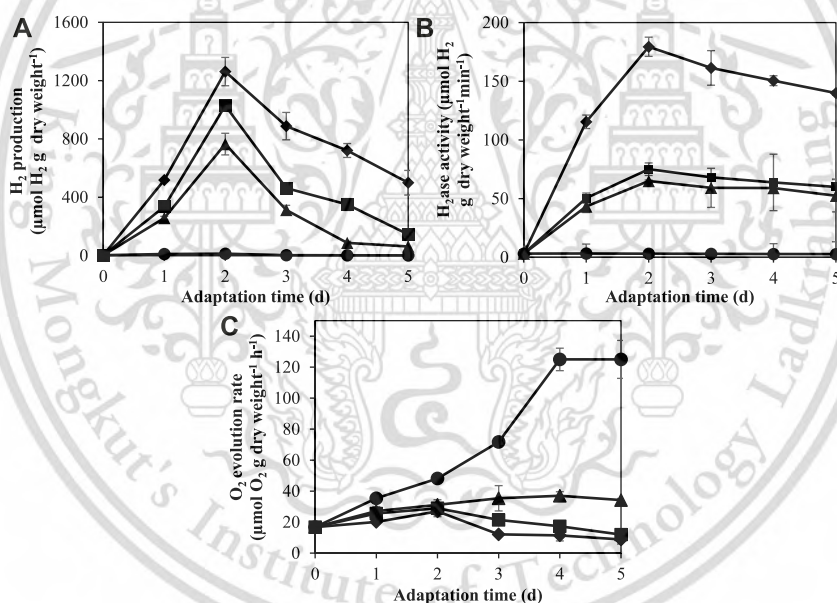 A
H₂ production
(µmol H₂ g dry weight⁻¹)
1600
1200
800
400
0
0 1 2 3 4 5
Adaptation time (d)
B
H₂ase activity (µmol H₂
g dry weight⁻¹min⁻¹)
200
150
100
50
0
0 1 2 3 4 5
Adaptation time (d)
C
O₂ evolution rate
(µmol O₂ g dry weight⁻¹ h⁻¹)
140
120
100
80
60
40
20
0
0 1 2 3 4 5
Adaptation time (d)
Mongkut's Institute of Technology Ladkrabang